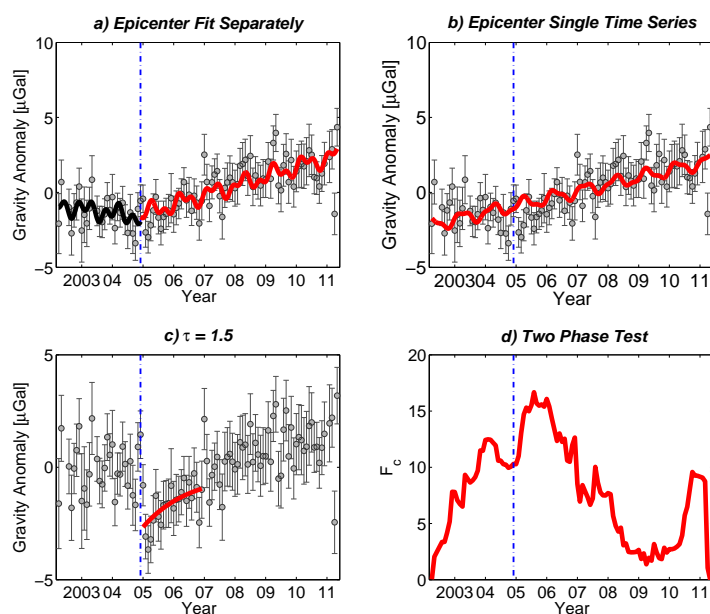 a) Epicenter Fit Separately
10
5
0
−5
Gravity Anomaly [μGal]
2003 04 05 06 07 08 09 10 11
Year
b) Epicenter Single Time Series
10
5
0
−5
Gravity Anomaly [μGal]
2003 04 05 06 07 08 09 10 11
Year
c) τ = 1.5
5
0
−5
Gravity Anomaly [μGal]
2003 04 05 06 07 08 09 10 11
Year
d) Two Phase Test
20
15
10
5
0
F_c
2003 04 05 06 07 08 09 10 11
Year